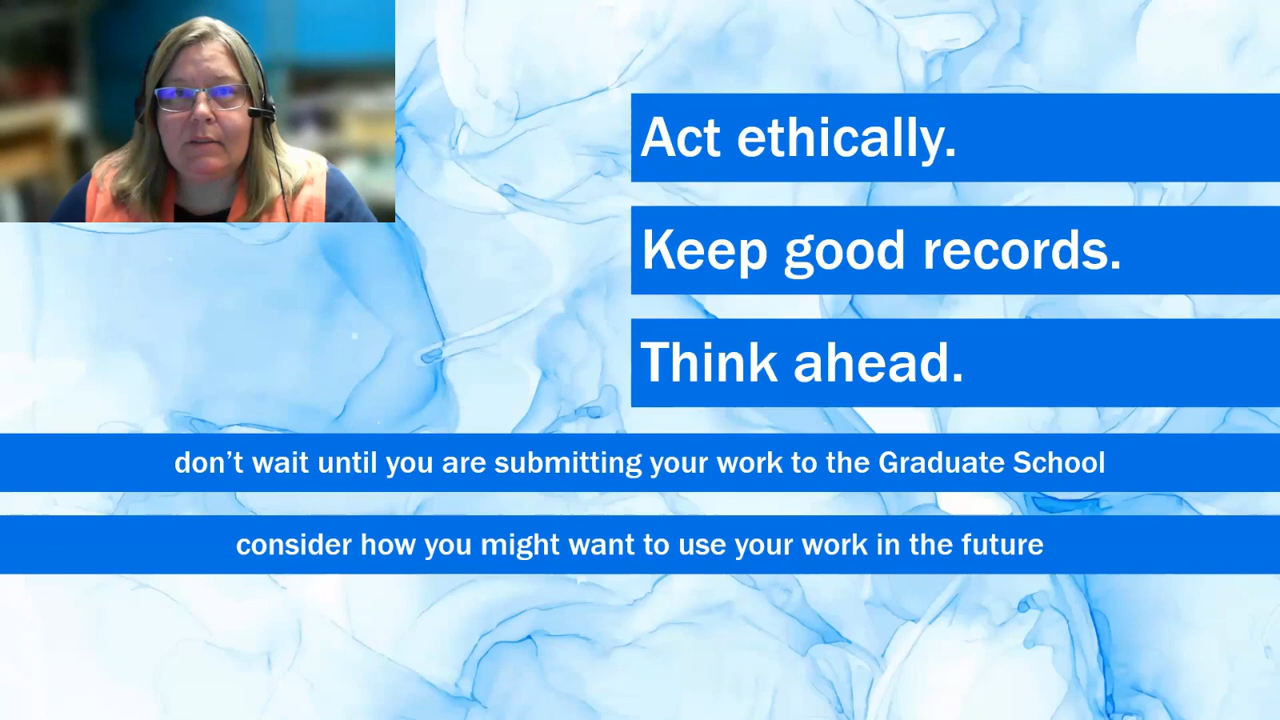 Act ethically.
Keep good records.
Think ahead.
don’t wait until you are submitting your work to the Graduate School
consider how you might want to use your work in the future